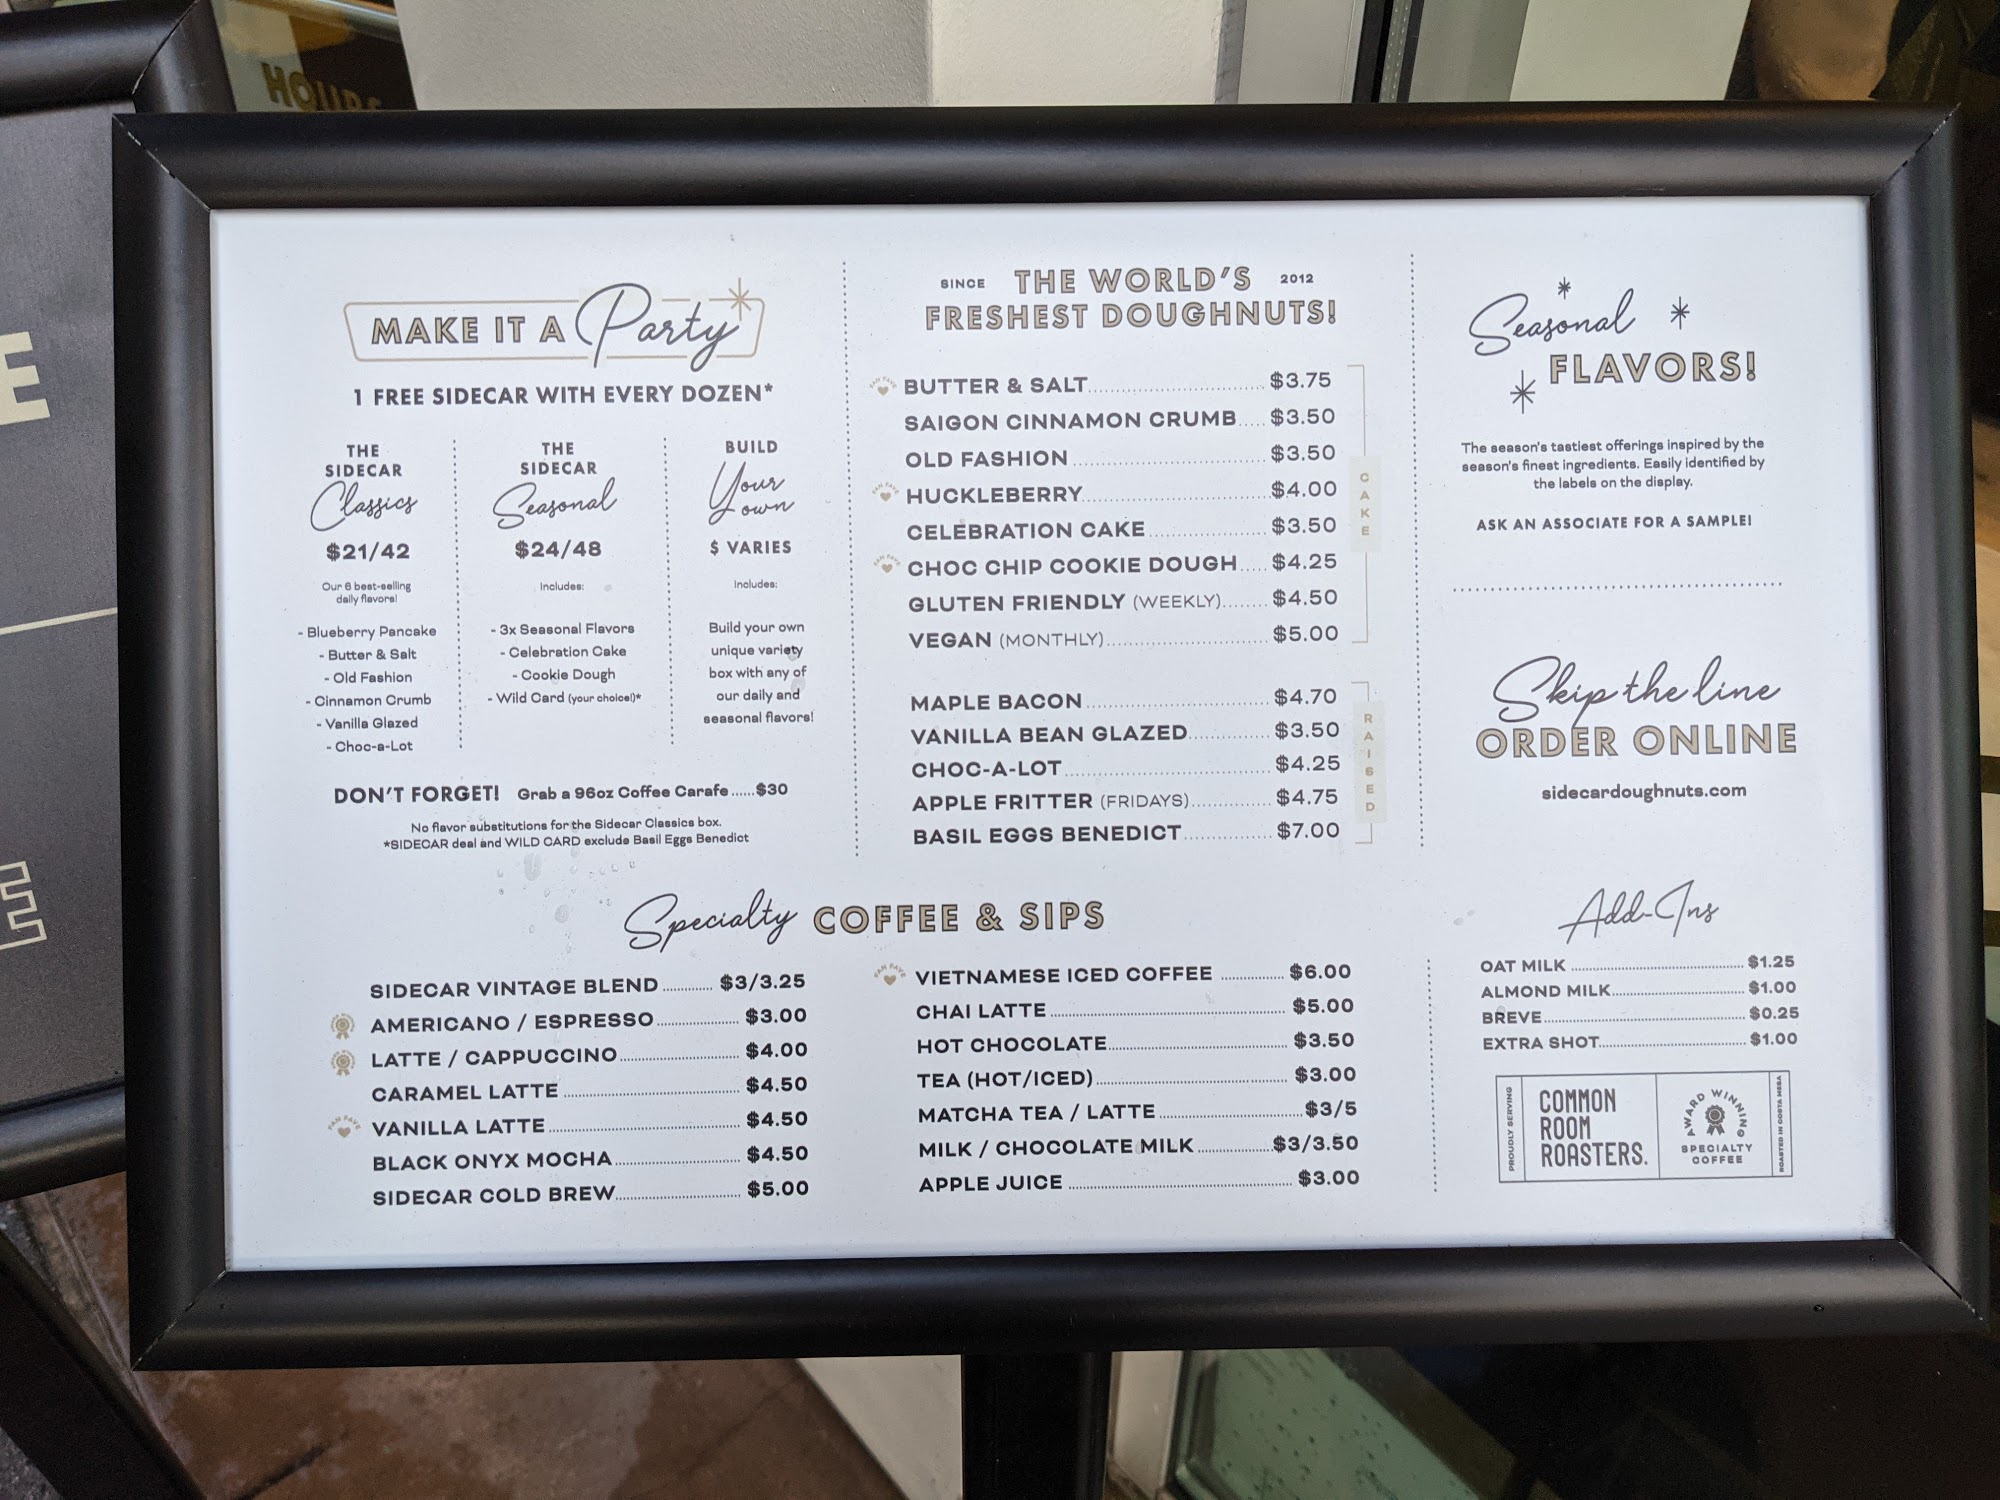 HOURS
E
E
MAKE IT A Party
1 FREE SIDECAR WITH EVERY DOZEN*
THE
SIDECAR
Classics
$21/42
Our 6 best-selling
daily flavors!
- Blueberry Pancake
- Butter & Salt
- Old Fashion
- Cinnamon Crumb
- Vanilla Glazed
- Choc-a-Lot
THE
SIDECAR
Seasonal
$24/48
Includes:
- 3x Seasonal Flavors
- Celebration Cake
- Cookie Dough
- Wild Card (your choice!)*
BUILD
Your
own
$ VARIES
Includes:
Build your own
unique variety
box with any of
our daily and
seasonal flavors!
DON'T FORGET! Grab a 96oz Coffee Carafe......$30
No flavor substitutions for the Sidecar Classics box.
*SIDECAR deal and WILD CARD exclude Basil Eggs Benedict
SINCE THE WORLD'S 2012
FRESHEST DOUGHNUTS!
FAN FAVE BUTTER & SALT $3.75
SAIGON CINNAMON CRUMB $3.50
OLD FASHION $3.50
FAN FAVE HUCKLEBERRY $4.00
CELEBRATION CAKE $3.50
FAN FAVE CHOC CHIP COOKIE DOUGH $4.25
GLUTEN FRIENDLY (WEEKLY) $4.50
VEGAN (MONTHLY) $5.00
CAKE
MAPLE BACON $4.70
VANILLA BEAN GLAZED $3.50
CHOC-A-LOT $4.25
APPLE FRITTER (FRIDAYS) $4.75
BASIL EGGS BENEDICT $7.00
RAISED
Seasonal
FLAVORS!
The season's tastiest offerings inspired by the
season's finest ingredients. Easily identified by
the labels on the display.
ASK AN ASSOCIATE FOR A SAMPLE!
Skip the line
ORDER ONLINE
sidecardoughnuts.com
Specialty COFFEE & SIPS
SIDECAR VINTAGE BLEND $3/3.25
AMERICANO / ESPRESSO $3.00
LATTE / CAPPUCCINO $4.00
CARAMEL LATTE $4.50
FAN FAVE VANILLA LATTE $4.50
BLACK ONYX MOCHA $4.50
SIDECAR COLD BREW $5.00
FAN FAVE VIETNAMESE ICED COFFEE $6.00
CHAI LATTE $5.00
HOT CHOCOLATE $3.50
TEA (HOT/ICED) $3.00
MATCHA TEA / LATTE $3/5
MILK / CHOCOLATE MILK $3/3.50
APPLE JUICE $3.00
Add-Ins
OAT MILK $1.25
ALMOND MILK $1.00
BREVE $0.25
EXTRA SHOT $1.00
PROUDLY SERVING
COMMON
ROOM
ROASTERS.
AWARD WINNING
SPECIALTY
COFFEE
ROASTED IN COSTA MESA